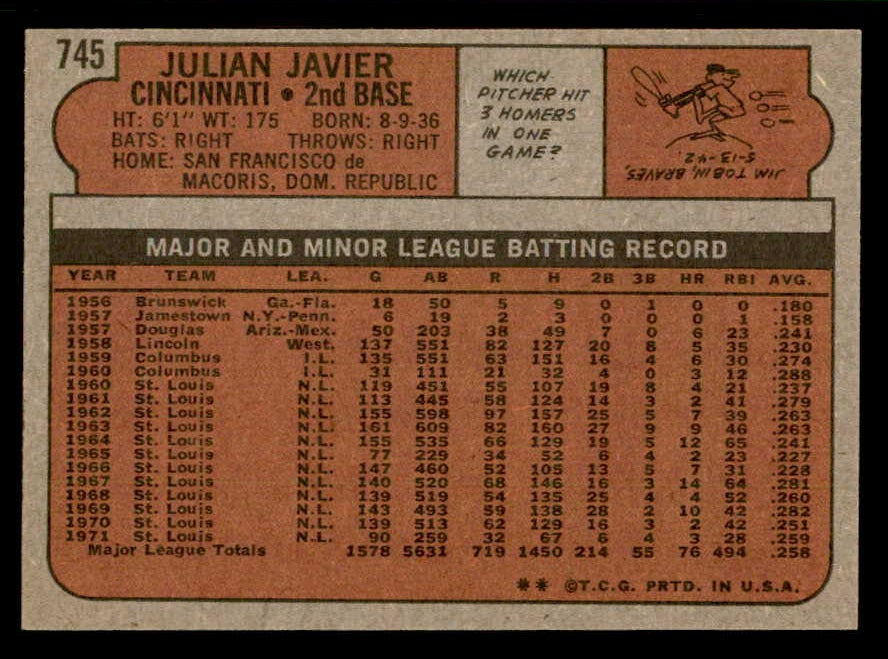 745
JULIAN JAVIER
CINCINNATI • 2nd BASE
HT: 6'1" WT: 175 BORN: 8-9-36
BATS: RIGHT THROWS: RIGHT
HOME: SAN FRANCISCO de
MACORIS, DOM. REPUBLIC
WHICH
PITCHER HIT
3 HOMERS
IN ONE
GAME?
JIM TOBIN, BRAVES,
5-13-42.
MAJOR AND MINOR LEAGUE BATTING RECORD
YEAR TEAM LEA. G AB R H 2B 3B HR RBI AVG.
1956 Brunswick Ga.-Fla. 18 50 5 9 0 1 0 0 .180
1957 Jamestown N.Y.-Penn. 6 19 2 3 0 0 0 1 .158
1957 Douglas Ariz.-Mex. 50 203 38 49 7 0 6 23 .241
1958 Lincoln West. 137 551 82 127 20 8 5 35 .230
1959 Columbus I.L. 135 551 63 151 16 4 6 30 .274
1960 Columbus I.L. 31 111 21 32 4 0 3 12 .288
1960 St. Louis N.L. 119 451 55 107 19 8 4 21 .237
1961 St. Louis N.L. 113 445 58 124 14 3 2 41 .279
1962 St. Louis N.L. 155 598 97 157 25 5 7 39 .263
1963 St. Louis N.L. 161 609 82 160 27 9 9 46 .263
1964 St. Louis N.L. 155 535 66 129 19 5 12 65 .241
1965 St. Louis N.L. 77 229 34 52 6 4 2 23 .227
1966 St. Louis N.L. 147 460 52 105 13 5 7 31 .228
1967 St. Louis N.L. 140 520 68 146 16 3 14 64 .281
1968 St. Louis N.L. 139 519 54 135 25 4 4 52 .260
1969 St. Louis N.L. 143 493 59 138 28 2 10 42 .282
1970 St. Louis N.L. 139 513 62 129 16 3 2 42 .251
1971 St. Louis N.L. 90 259 32 67 6 4 3 28 .259
Major League Totals 1578 5631 719 1450 214 55 76 494 .258
** ©T.C.G. PRTD. IN U.S.A.